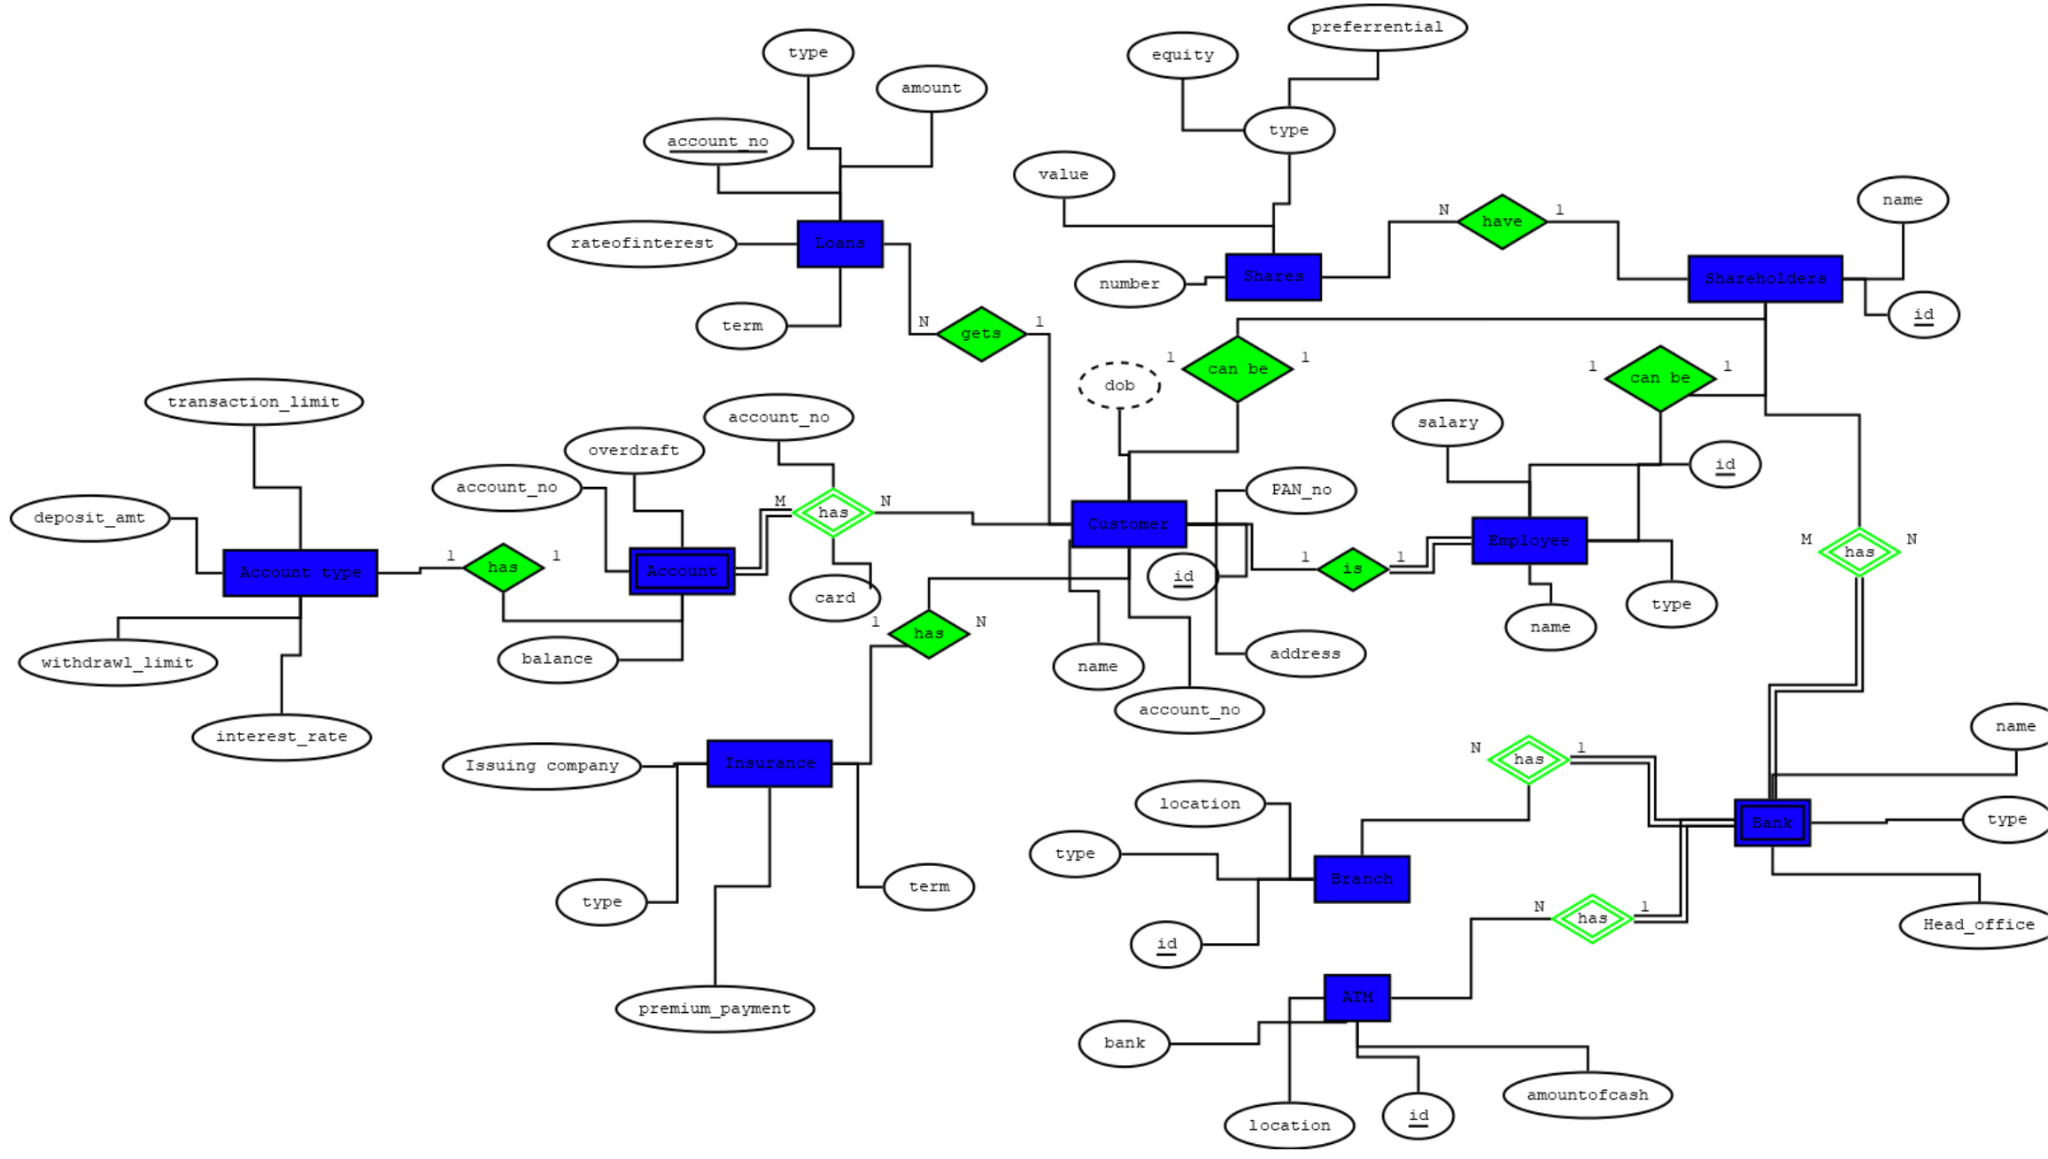 preferrential
type
equity
amount
type
account_no
value
name
Loans
rateofinterest
N
have
1
Shares
number
Shareholders
id
term
N
gets
1
1
can be
1
1
can be
1
dob
transaction_limit
account_no
overdraft
salary
id
account_no
PAN_no
deposit_amt
M
has
N
Customer
Employee
M
has
N
1
has
1
Account type
Account
1
is
1
id
card
type
1
has
N
name
withdrawl_limit
balance
name
address
account_no
interest_rate
name
N
has
1
Issuing company
Insurance
location
Bank
type
type
Branch
type
term
N
has
1
Head_office
id
premium_payment
ATM
bank
amountofcash
location
id